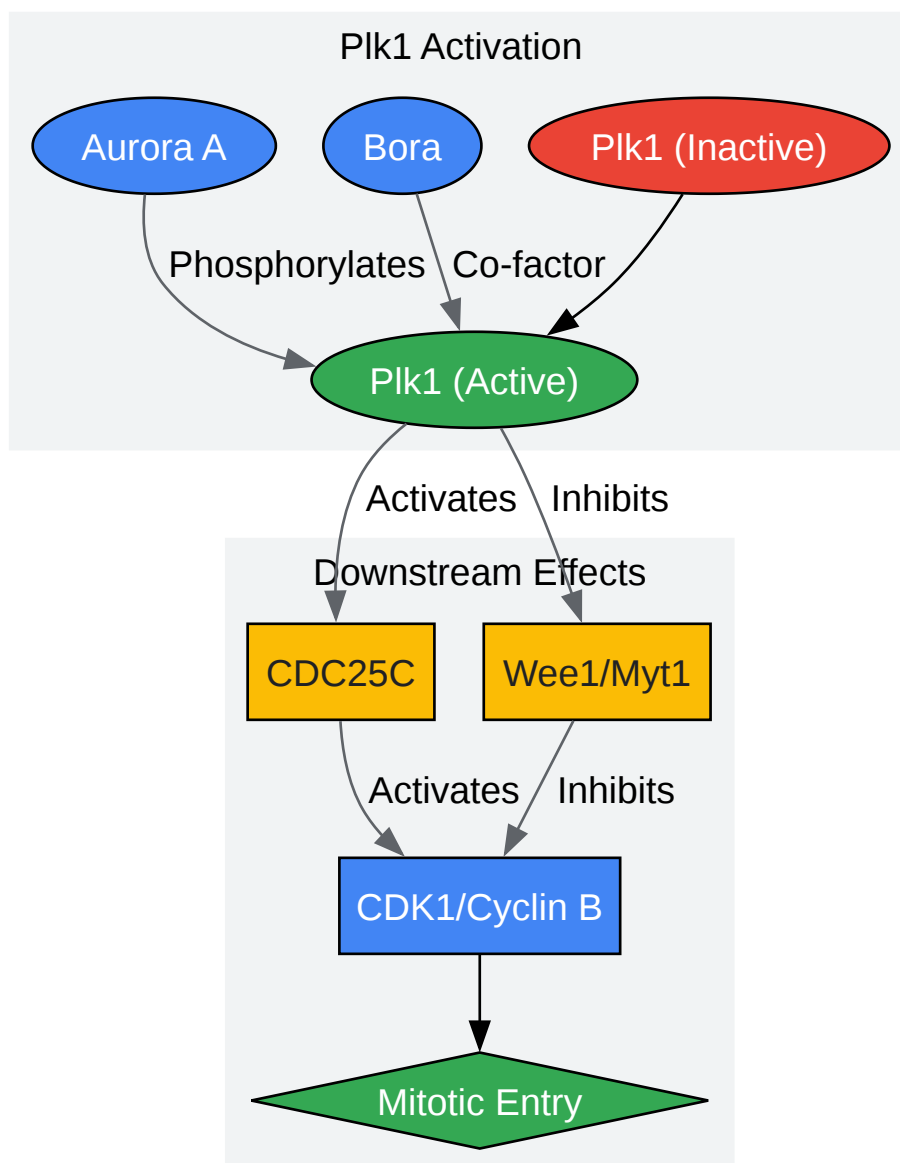 Plk1 Activation
Aurora A
Bora
Plk1 (Inactive)
Phosphorylates
Co-factor
Plk1 (Active)
Activates
Inhibits
Downstream Effects
CDC25C
Wee1/Myt1
Activates
Inhibits
CDK1/Cyclin B
Mitotic Entry